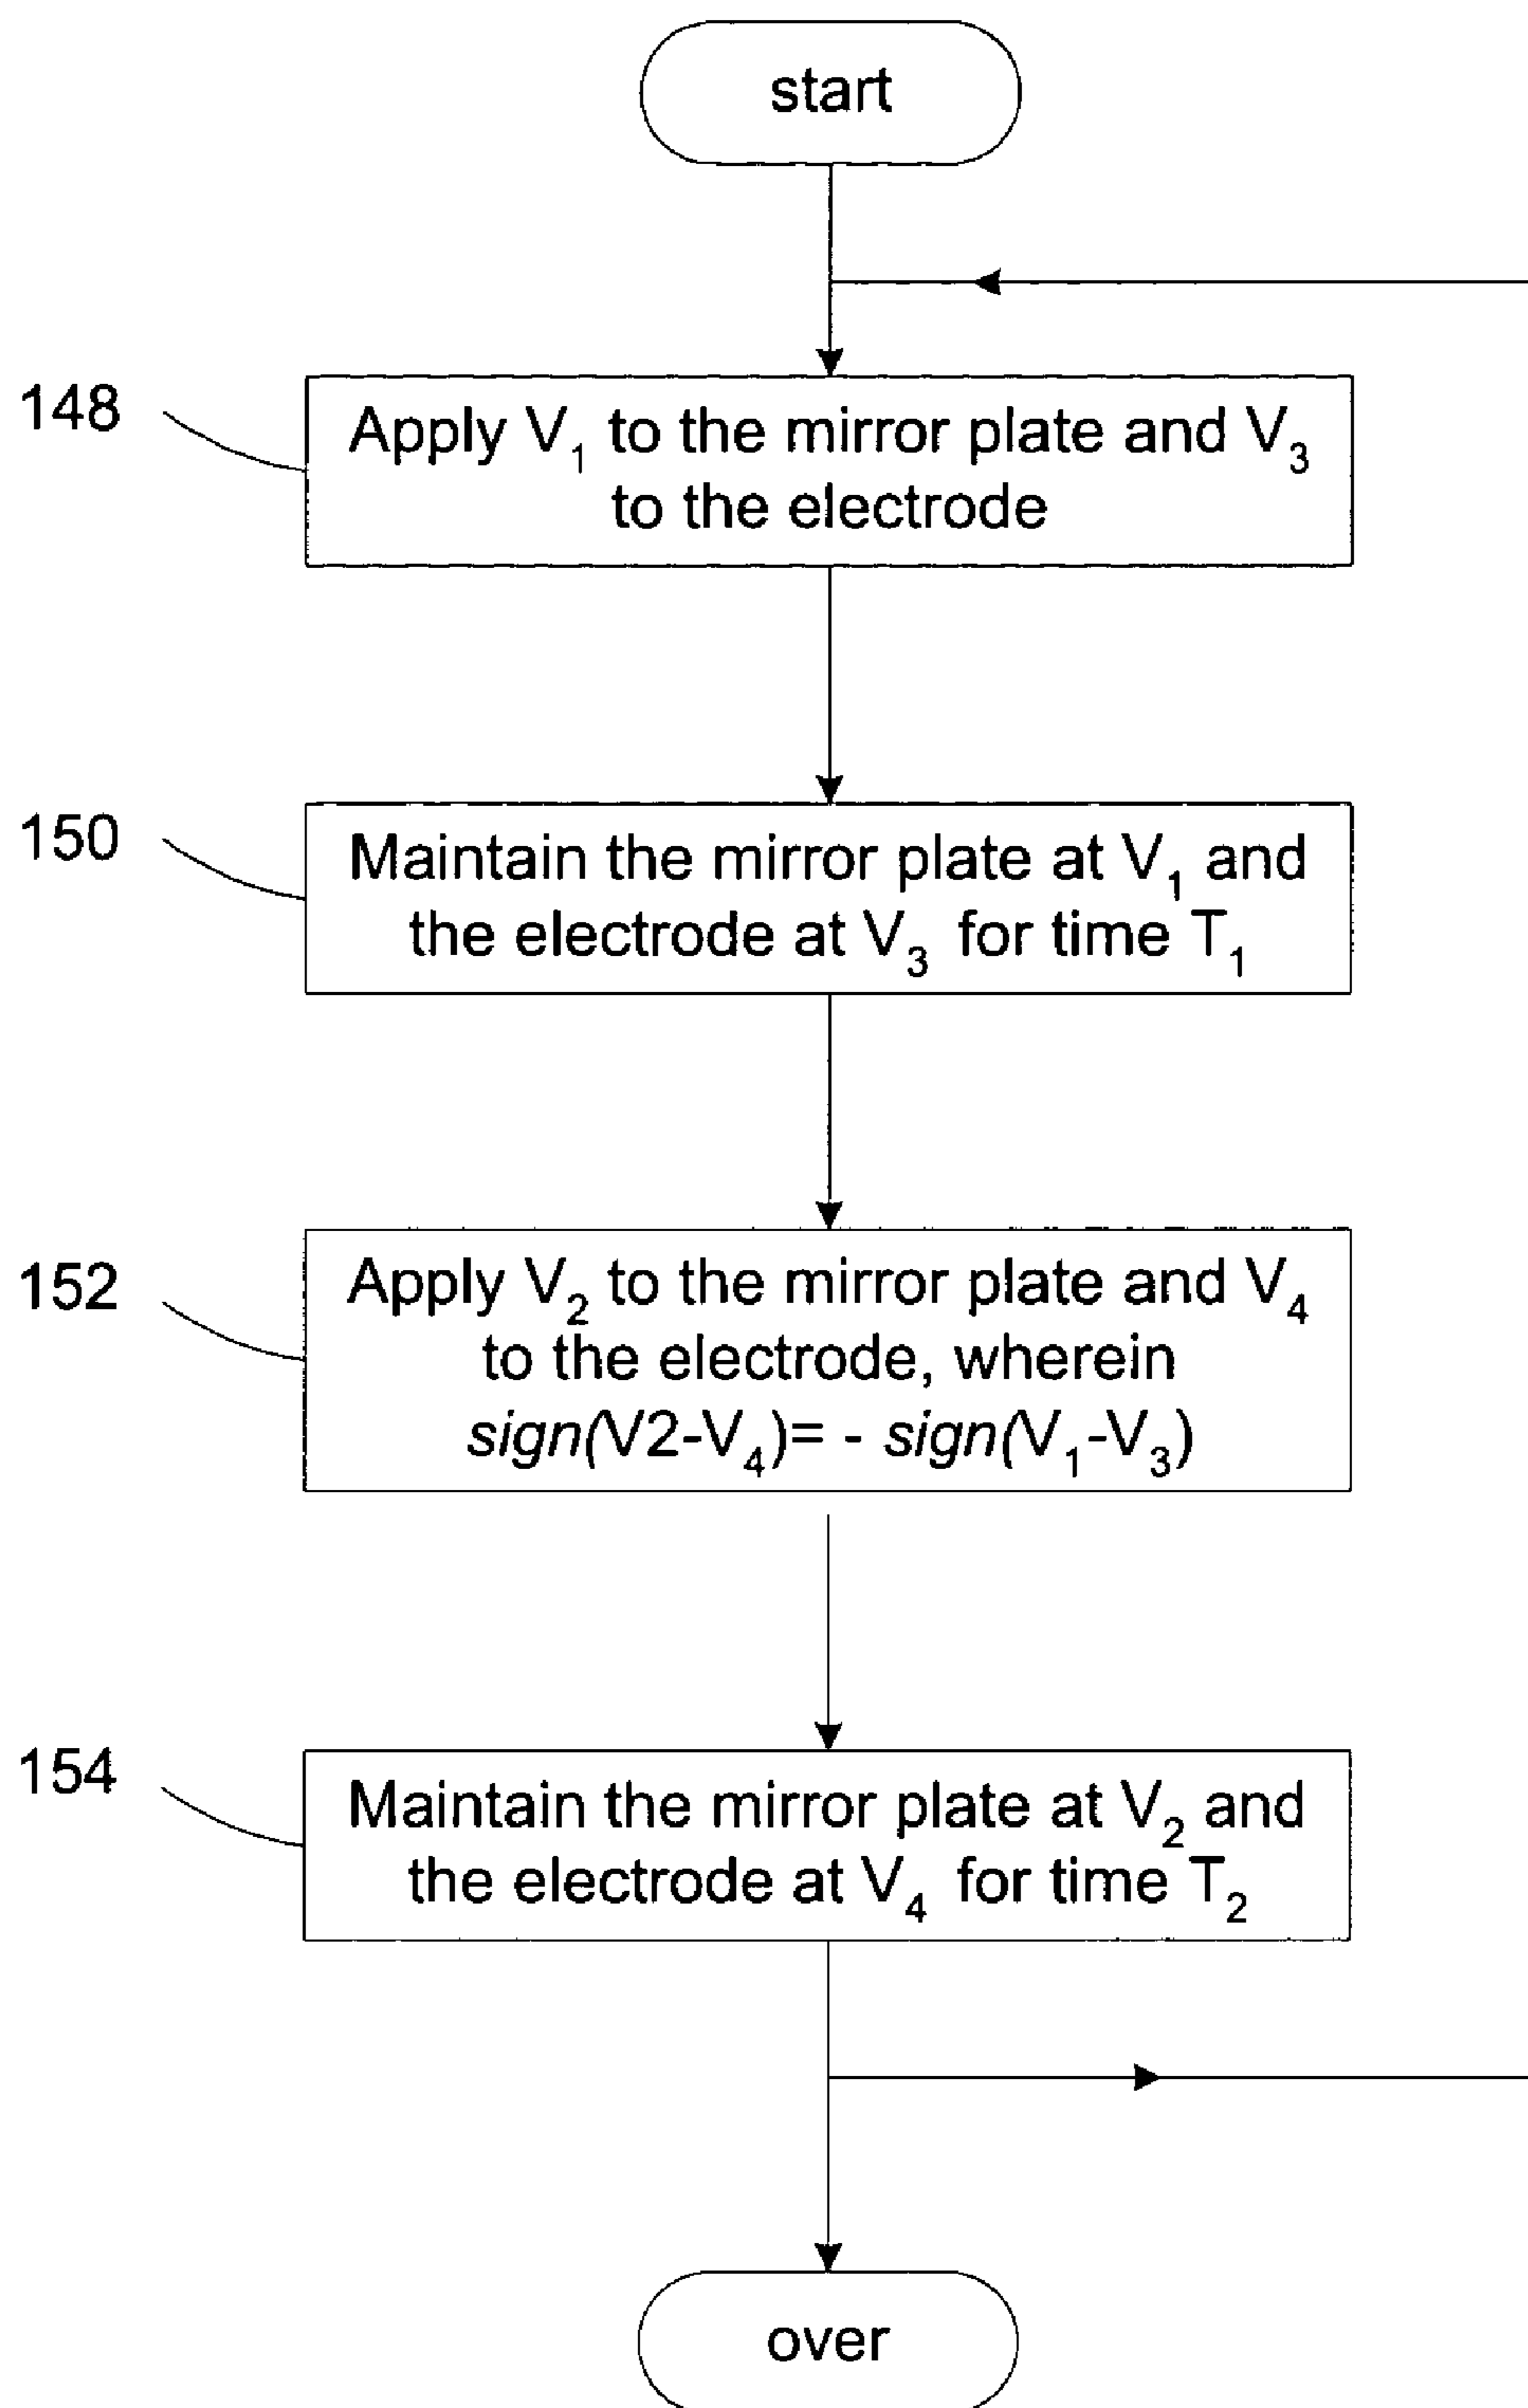 start
148
Apply V₁ to the mirror plate and V₃
to the electrode
150
Maintain the mirror plate at V₁ and
the electrode at V₃ for time T₁
152
Apply V₂ to the mirror plate and V₄
to the electrode, wherein
sign(V2-V₄)= - sign(V₁-V₃)
154
Maintain the mirror plate at V₂ and
the electrode at V₄ for time T₂
over